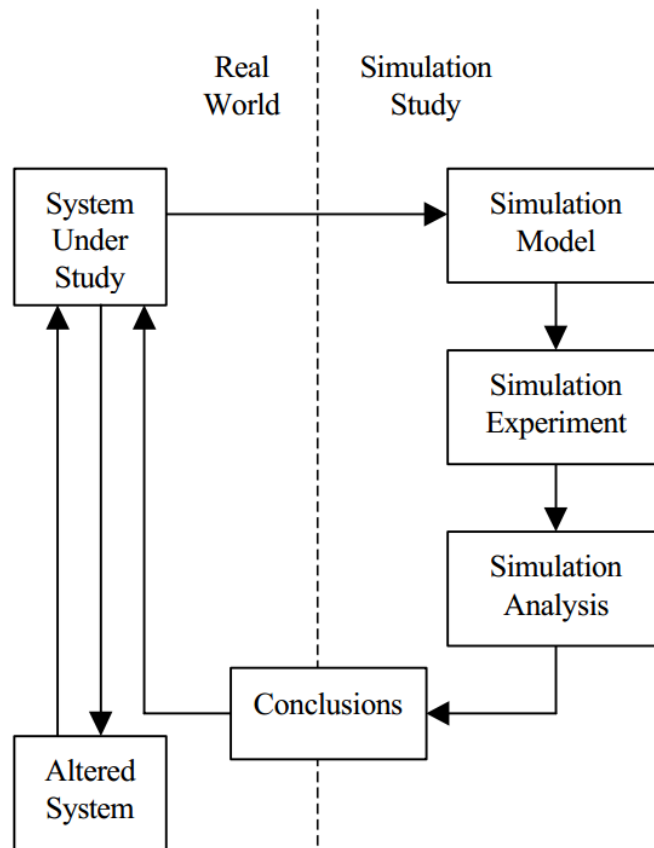 Real
World
Simulation
Study
System
Under
Study
Simulation
Model
Simulation
Experiment
Simulation
Analysis
Conclusions
Altered
System